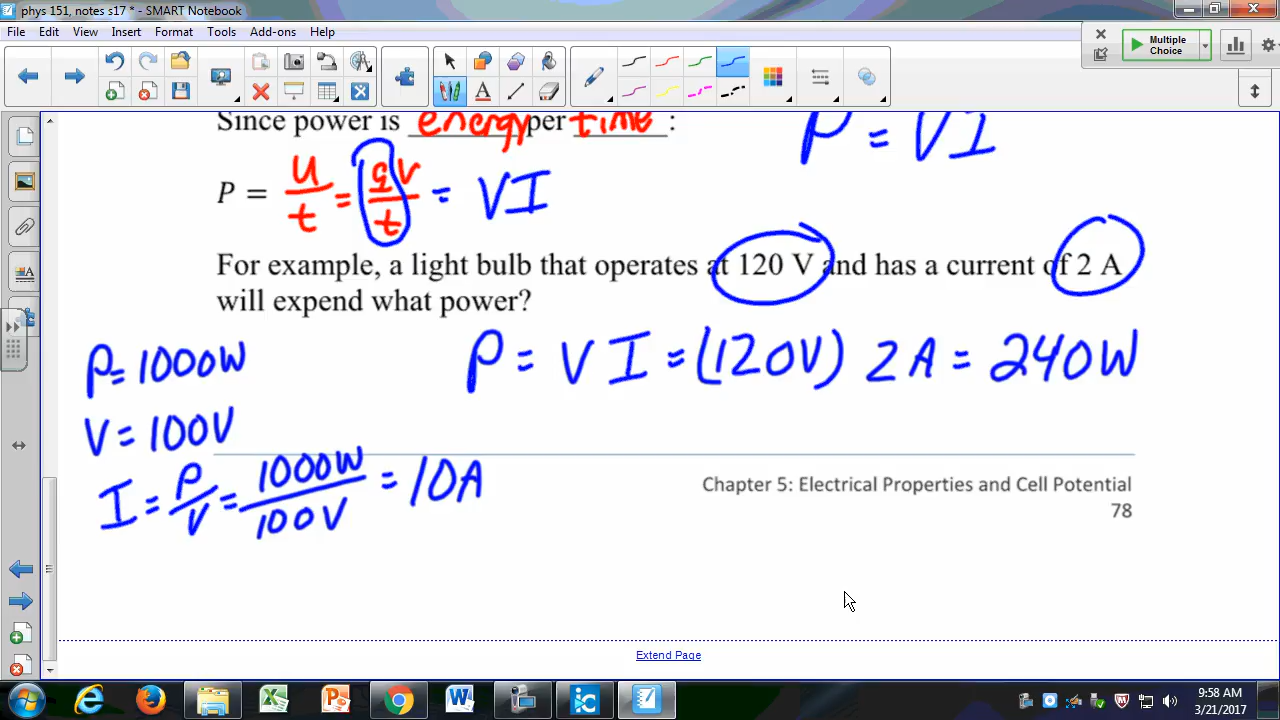 phys 151, notes s17 * - SMART Notebook
File Edit View Insert Format Tools Add-ons Help
Multiple Choice
Since power is energy per time :
P = VI
P = U/t = qV/t = VI
For example, a light bulb that operates at 120 V and has a current of 2 A
will expend what power?
P = VI = (120V) 2A = 240W
P = 1000W
V = 100V
I = P/V = 1000W/100V = 10A
Chapter 5: Electrical Properties and Cell Potential
78
Extend Page
9:58 AM
3/21/2017